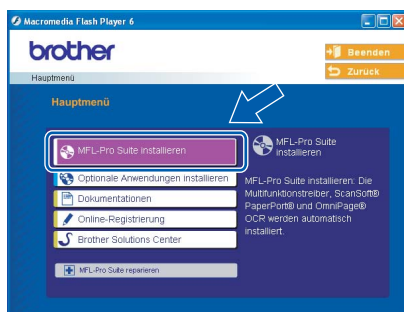 Macromedia Flash Player 6
brother
Beenden
Zurück
Hauptmenü
Hauptmenü
MFL-Pro Suite installieren
Optionale Anwendungen installieren
Dokumentationen
Online-Registrierung
Brother Solutions Center
MFL-Pro Suite reparieren
MFL-Pro Suite
installieren
MFL-Pro Suite installieren: Die
Multifunktionstreiber, ScanSoft®
PaperPort® und OmniPage®
OCR werden automatisch
installiert.